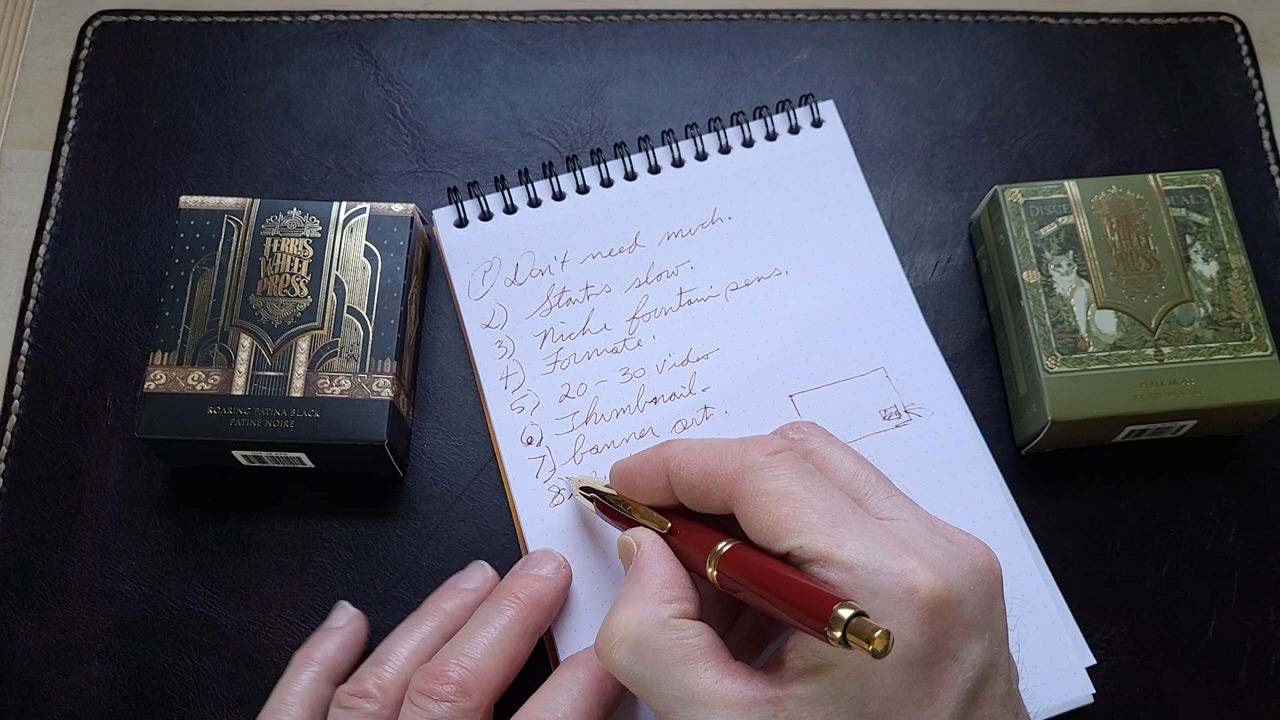 FERRIS
WHEEL
PRESS
ROARING PATINA BLACK
PATINE NOIRE
1) Don't need much.
2) Starts slow.
3) Niche fountain pens.
4) Formate.
5) 20-30 video
6) Thumbnail-
7) banner art.
8)
FERRIS
WHEEL
PRESS